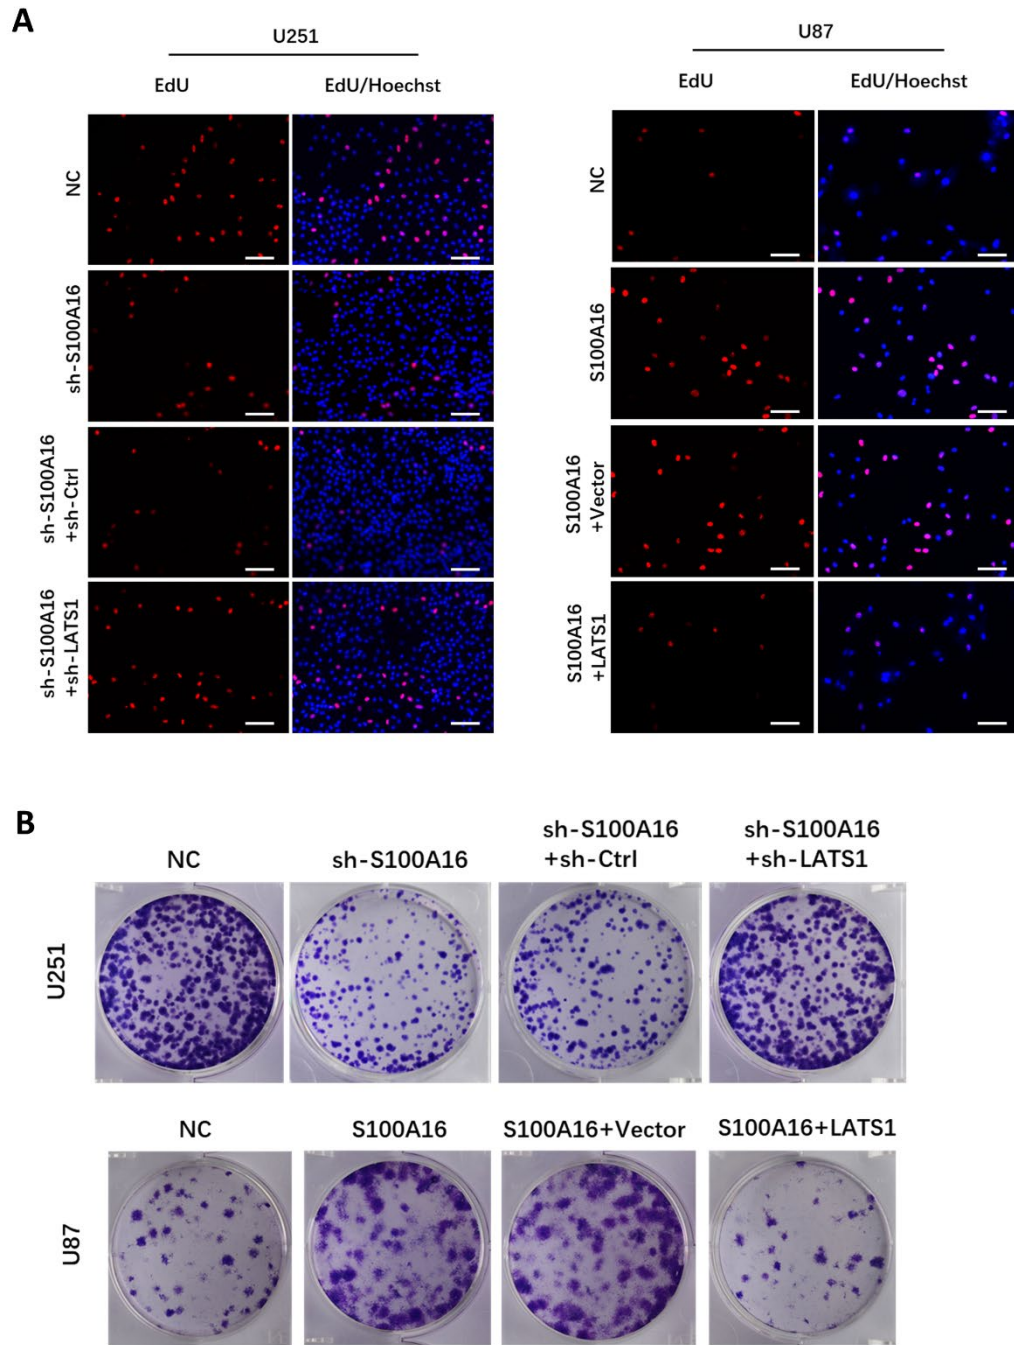 A
U251
U87
EdU
EdU/Hoechst
EdU
EdU/Hoechst
NC
sh-S100A16
sh-S100A16
+sh-Ctrl
sh-S100A16
+sh-LATS1
NC
S100A16
S100A16
+Vector
S100A16
+LATS1
B
NC
sh-S100A16
sh-S100A16
+sh-Ctrl
sh-S100A16
+sh-LATS1
U251
NC
S100A16
S100A16+Vector
S100A16+LATS1
U87